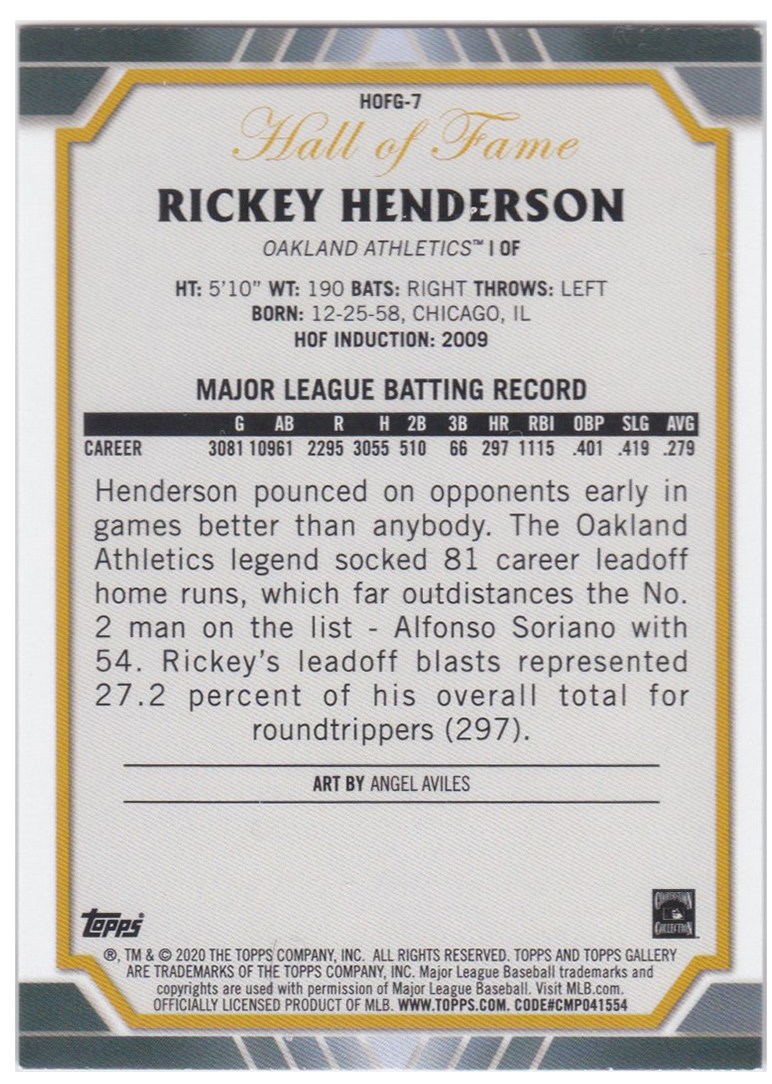 HOFG-7
Hall of Fame
RICKEY HENDERSON
OAKLAND ATHLETICS™ | OF
HT: 5'10" WT: 190 BATS: RIGHT THROWS: LEFT
BORN: 12-25-58, CHICAGO, IL
HOF INDUCTION: 2009
MAJOR LEAGUE BATTING RECORD
G AB R H 2B 3B HR RBI OBP SLG AVG
CAREER 3081 10961 2295 3055 510 66 297 1115 .401 .419 .279
Henderson pounced on opponents early in
games better than anybody. The Oakland
Athletics legend socked 81 career leadoff
home runs, which far outdistances the No.
2 man on the list - Alfonso Soriano with
54. Rickey's leadoff blasts represented
27.2 percent of his overall total for
roundtrippers (297).
ART BY ANGEL AVILES
topps
COOPERSTOWN
COLLECTION
®, TM & © 2020 THE TOPPS COMPANY, INC. ALL RIGHTS RESERVED. TOPPS AND TOPPS GALLERY
ARE TRADEMARKS OF THE TOPPS COMPANY, INC. Major League Baseball trademarks and
copyrights are used with permission of Major League Baseball. Visit MLB.com.
OFFICIALLY LICENSED PRODUCT OF MLB. WWW.TOPPS.COM. CODE#CMP041554